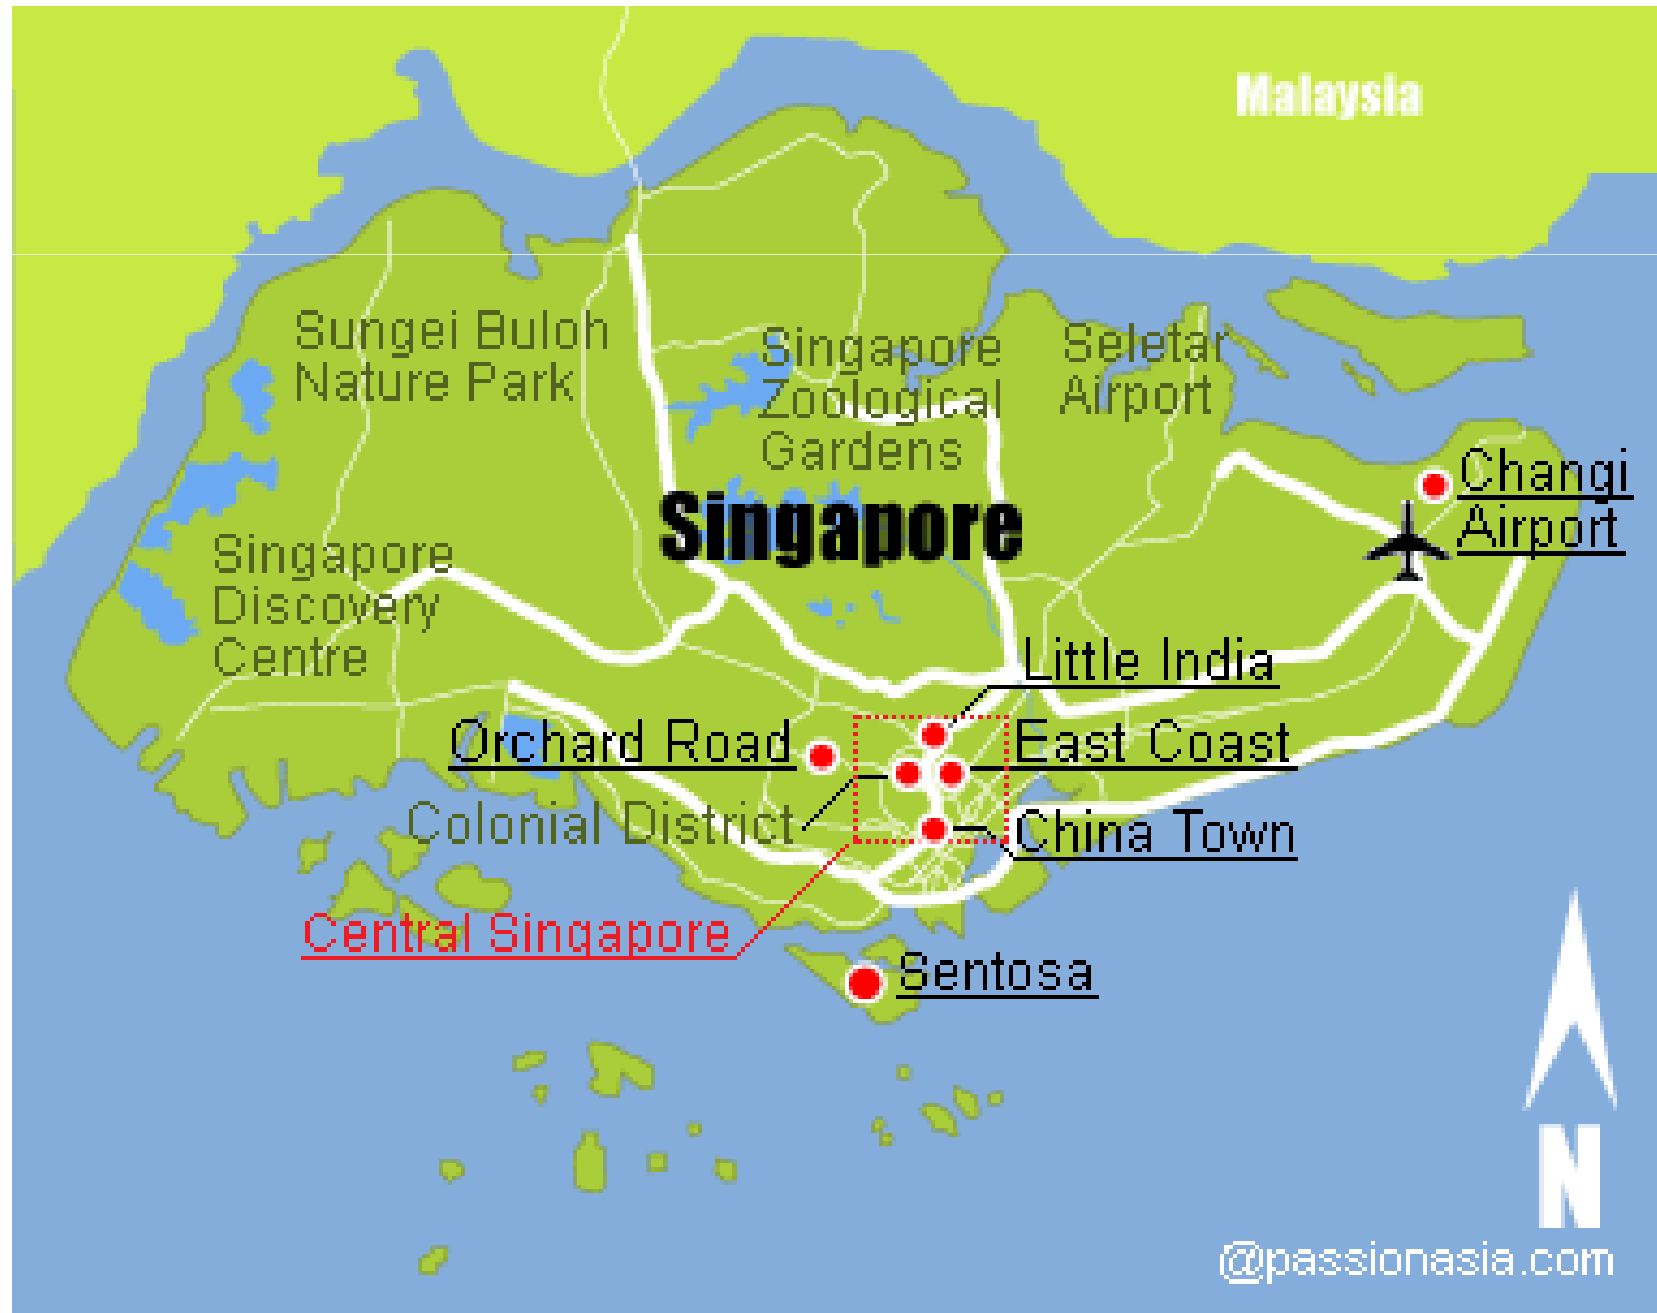 Malaysia
Sungei Buloh
Nature Park
Singapore
Zoological
Gardens
Seletar
Airport
Changi
Airport
Singapore
Singapore
Discovery
Centre
Little India
Orchard Road
East Coast
Colonial District
China Town
Central Singapore
Sentosa
N
@passionasia.com